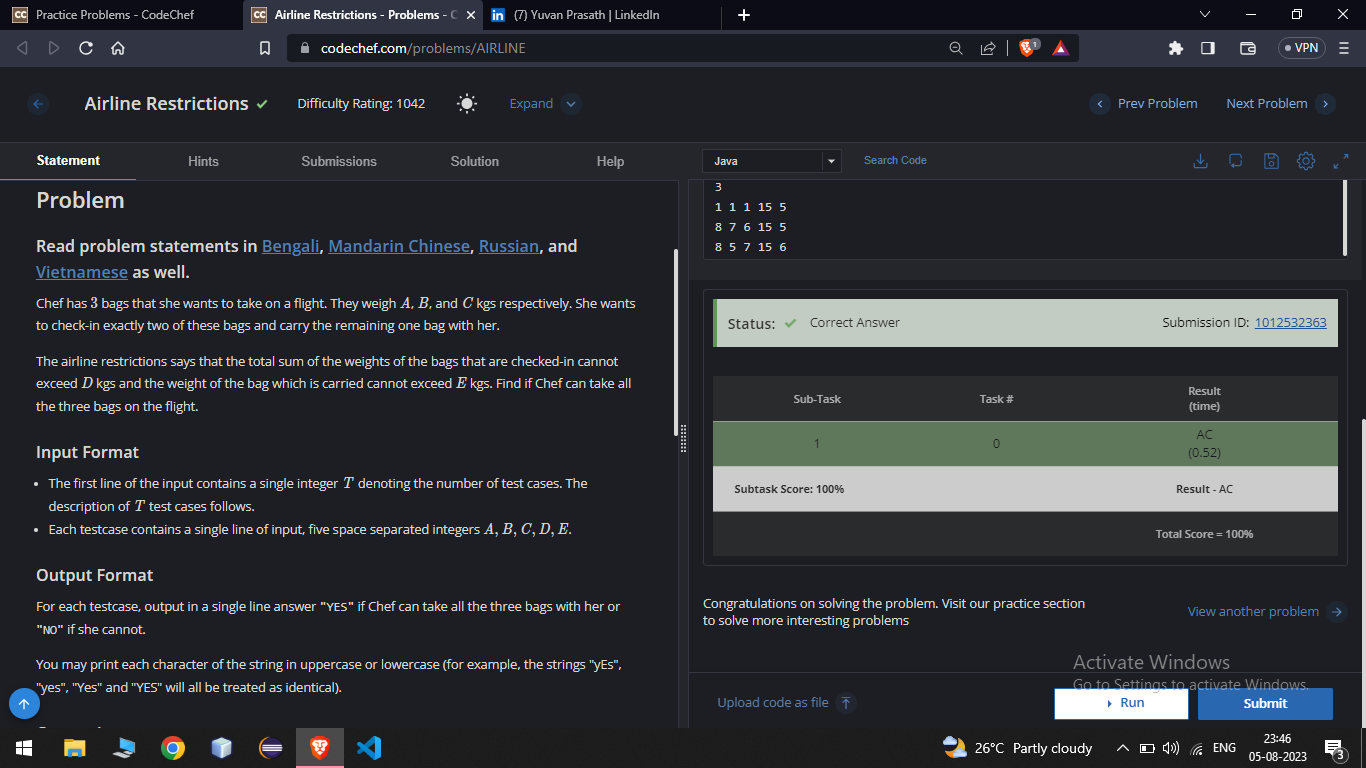 Practice Problems - CodeChef
Airline Restrictions - Problems - C
(7) Yuvan Prasath | LinkedIn
codechef.com/problems/AIRLINE
1
VPN
Airline Restrictions
Difficulty Rating: 1042
Expand
Prev Problem
Next Problem
Statement
Hints
Submissions
Solution
Help
Problem
Read problem statements in Bengali, Mandarin Chinese, Russian, and
Vietnamese as well.
Chef has 3 bags that she wants to take on a flight. They weigh A, B, and C kgs respectively. She wants
to check-in exactly two of these bags and carry the remaining one bag with her.
The airline restrictions says that the total sum of the weights of the bags that are checked-in cannot
exceed D kgs and the weight of the bag which is carried cannot exceed E kgs. Find if Chef can take all
the three bags on the flight.
Input Format
• The first line of the input contains a single integer T denoting the number of test cases. The
description of T test cases follows.
• Each testcase contains a single line of input, five space separated integers A, B, C, D, E.
Output Format
For each testcase, output in a single line answer "YES" if Chef can take all the three bags with her or
"NO" if she cannot.
You may print each character of the string in uppercase or lowercase (for example, the strings "yEs",
"yes", "Yes" and "YES" will all be treated as identical).
Java
Search Code
3
1 1 1 15 5
8 7 6 15 5
8 5 7 15 6
Status: Correct Answer
Submission ID: 1012532363
Sub-Task
Task #
Result
(time)
1
0
AC
(0.52)
Subtask Score: 100%
Result - AC
Total Score = 100%
Congratulations on solving the problem. Visit our practice section
to solve more interesting problems
View another problem
Activate Windows
Go to Settings to activate Windows.
Upload code as file
Run
Submit
26°C Partly cloudy
ENG
23:46
05-08-2023
3